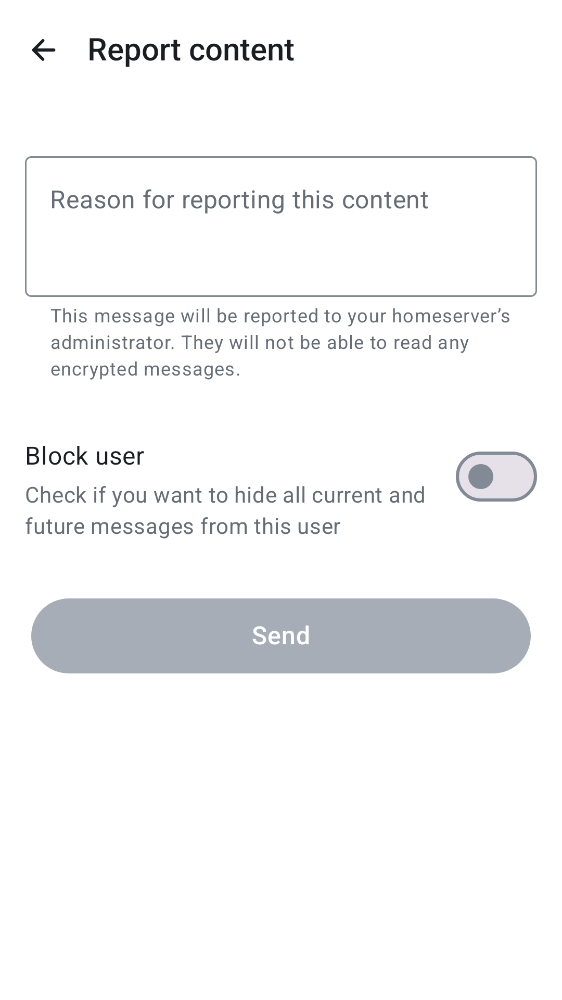 Report content
Reason for reporting this content
This message will be reported to your homeserver’s
administrator. They will not be able to read any
encrypted messages.
Block user
Check if you want to hide all current and
future messages from this user
Send